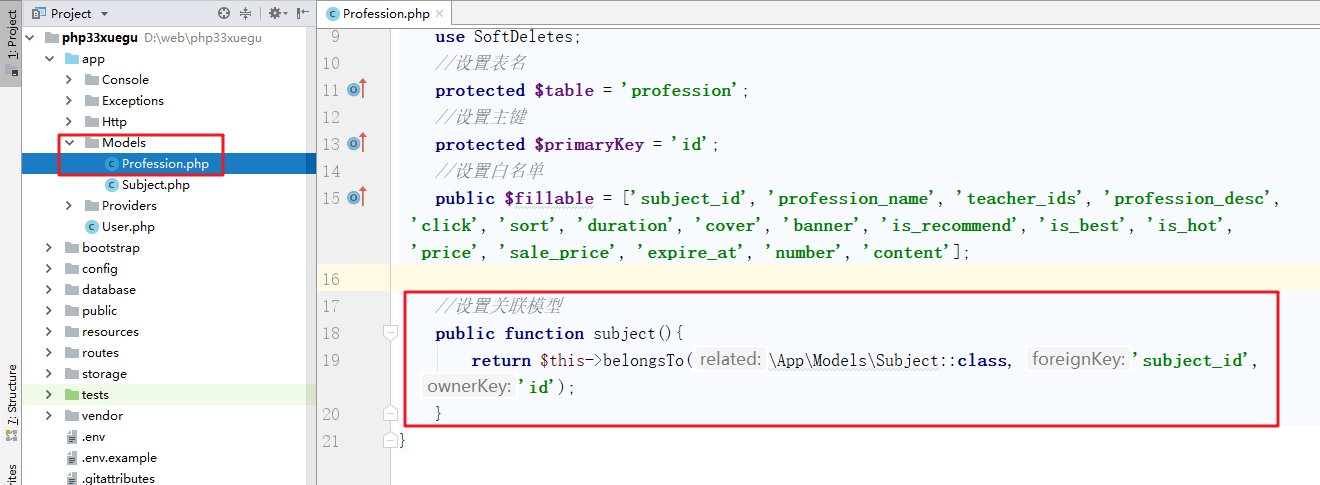 Project
Profession.php
php33xuegu D:\web\php33xuegu
app
Console
Exceptions
Http
Models
Profession.php
Subject.php
Providers
User.php
bootstrap
config
database
public
resources
routes
storage
tests
vendor
.env
.env.example
.gitattributes
1: Project
7: Structure
rites
9 use SoftDeletes;
10 //设置表名
11 protected $table = 'profession';
12 //设置主键
13 protected $primaryKey = 'id';
14 //设置白名单
15 public $fillable = ['subject_id', 'profession_name', 'teacher_ids', 'profession_desc',
'click', 'sort', 'duration', 'cover', 'banner', 'is_recommend', 'is_best', 'is_hot',
'price', 'sale_price', 'expire_at', 'number', 'content'];
16
17 //设置关联模型
18 public function subject(){
19 return $this->belongsTo( related: \App\Models\Subject::class, foreignKey: 'subject_id',
ownerKey: 'id');
20 }
21 }